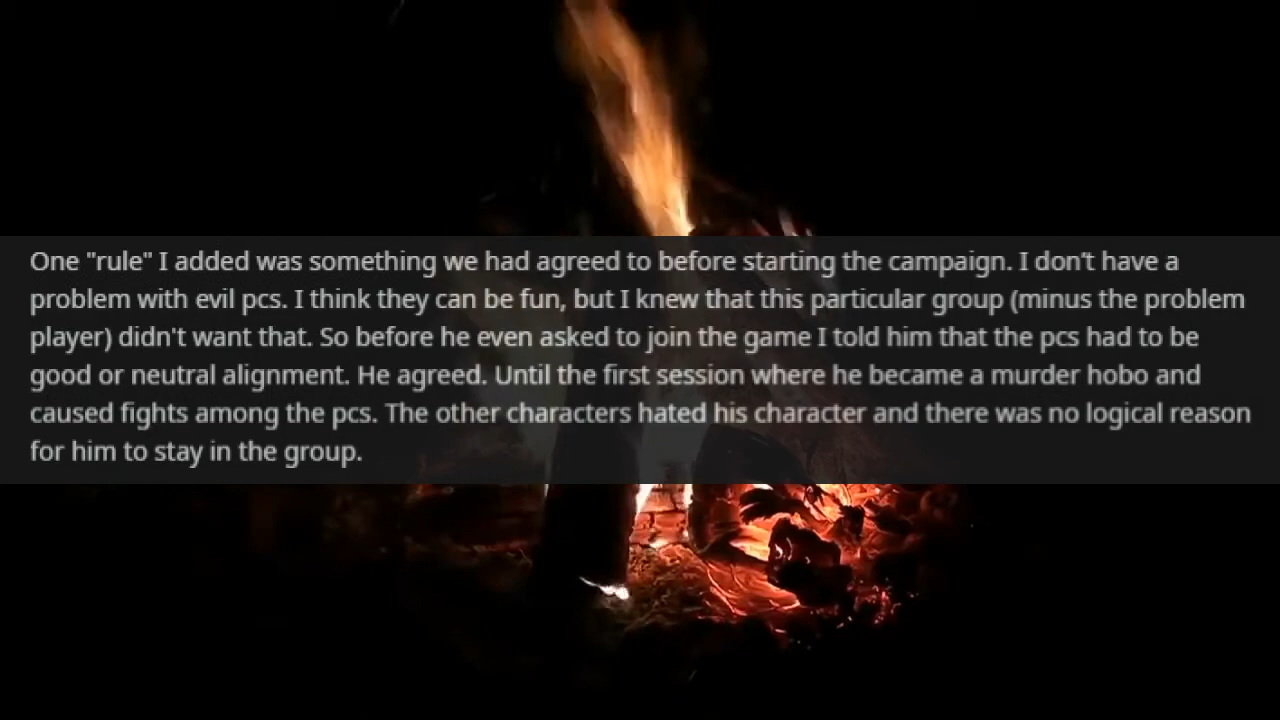 One "rule" I added was something we had agreed to before starting the campaign. I don't have a
problem with evil pcs. I think they can be fun, but I knew that this particular group (minus the problem
player) didn't want that. So before he even asked to join the game I told him that the pcs had to be
good or neutral alignment. He agreed. Until the first session where he became a murder hobo and
caused fights among the pcs. The other characters hated his character and there was no logical reason
for him to stay in the group.